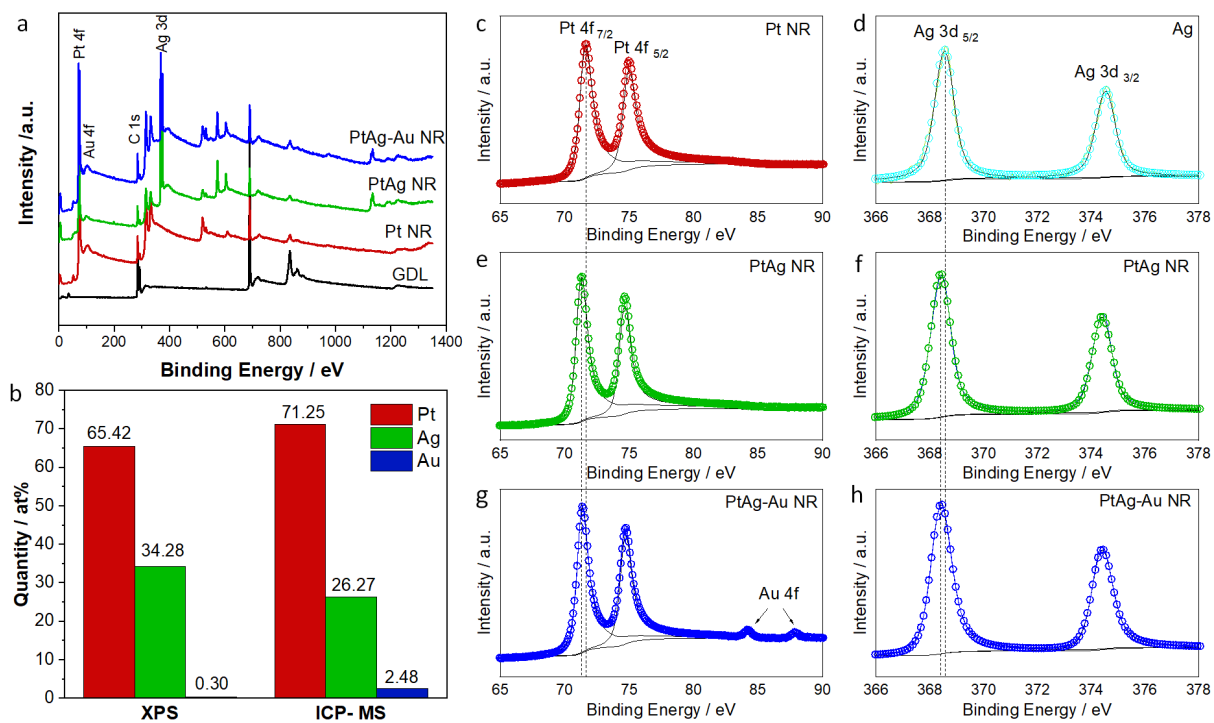 a
Pt 4f
Au 4f
C 1s
Ag 3d
PtAg-Au NR
PtAg NR
Pt NR
GDL
Intensity /a.u.
0 200 400 600 800 1000 1200 1400
Binding Energy / eV
b
80
70
60
50
40
30
20
10
0
Quantity / at%
65.42
34.28
0.30
71.25
26.27
2.48
Pt
Ag
Au
XPS
ICP- MS
c
Pt 4f 7/2
Pt 4f 5/2
Pt NR
Intensity / a.u.
65 70 75 80 85 90
Binding Energy / eV
d
Ag 3d 5/2
Ag 3d 3/2
Ag
Intensity / a.u.
366 368 370 372 374 376 378
Binding Energy / eV
e
PtAg NR
Intensity / a.u.
65 70 75 80 85 90
Binding Energy / eV
f
PtAg NR
Intensity / a.u.
366 368 370 372 374 376 378
Binding Energy / eV
g
PtAg-Au NR
Au 4f
Intensity / a.u.
65 70 75 80 85 90
Binding Energy / eV
h
PtAg-Au NR
Intensity / a.u.
366 368 370 372 374 376 378
Binding Energy / eV